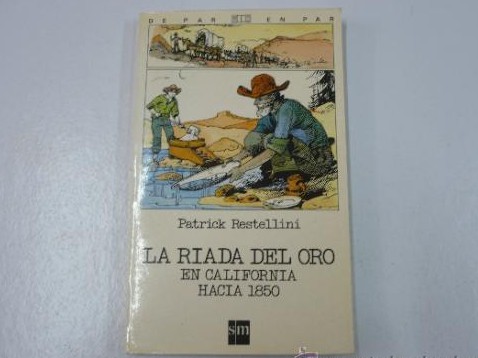 DE PAR EN PAR
Patrick Restellini
LA RIADA DEL ORO
EN CALIFORNIA
HACIA 1850
sm